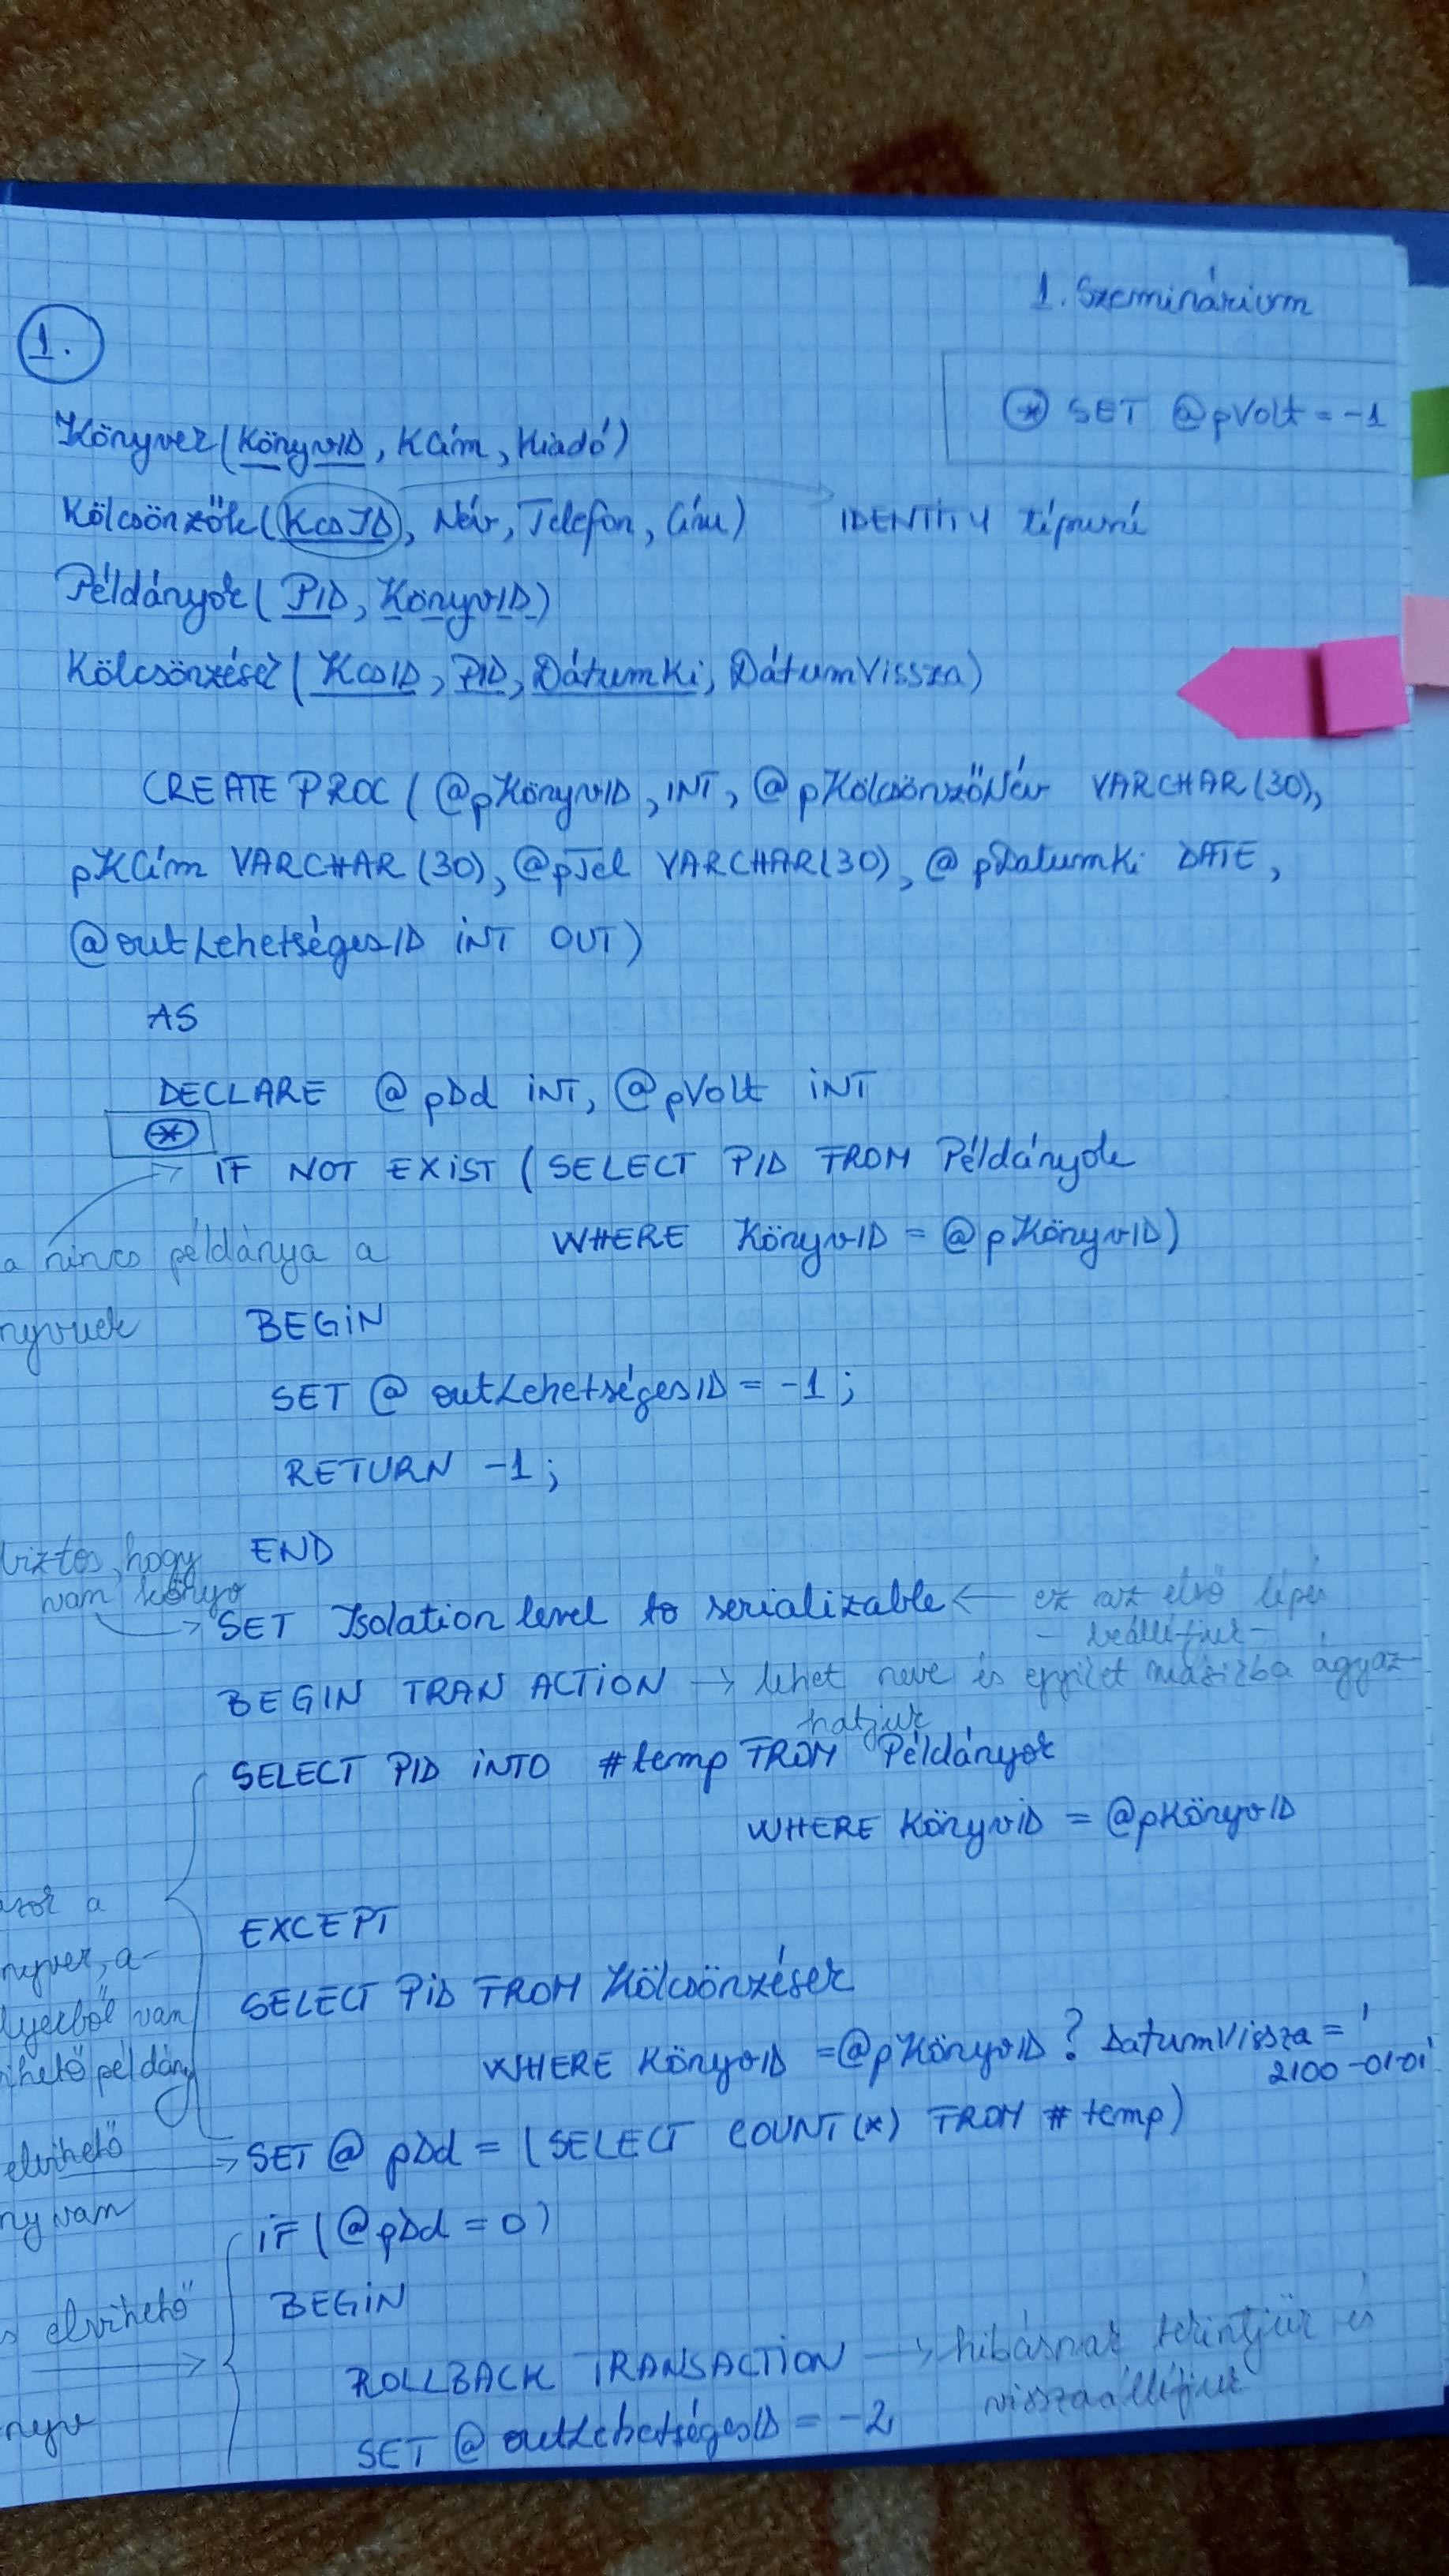 1. Szeminárium
1.
⊛ SET @pVolt = -1
Könyvek (KönyvID, KCím, Kiadó)
Kölcsönzők (KcsID, Név, Telefon, Cím) IDENTITY típusú
Példányok (PID, KönyvID)
Kölcsönzések (KcsID, PID, DátumKi, DátumVissza)
CREATE PROC (@pKönyvID, INT, @pKölcsönzőNév VARCHAR(30),
pKCím VARCHAR(30), @pTel VARCHAR(30), @pDatumKi DATE,
@outLehetségesID INT OUT)
AS
DECLARE @pDd INT, @pVolt INT
⊛
IF NOT EXIST (SELECT PID FROM Példányok
a nincs példánya a WHERE KönyvID = @pKönyvID)
nyvnek BEGIN
SET @outLehetségesID = -1;
RETURN -1;
biztos, hogy END
van könyv
SET Isolation level to serializable ← ez az első lépés
- beállítjuk -
BEGIN TRANSACTION → lehet neve és egyiket másikba ágyaz-
hatjuk
SELECT PID INTO #temp FROM Példányok
WHERE KönyvID = @pKönyvID
azok a
EXCEPT
nyvek, a-
SELECT PID FROM Kölcsönzések
lyekből van
WHERE KönyvID = @pKönyvID ? DatumVissza = '
ihető példány 2100-01-01'
elvihető SET @pDd = (SELECT COUNT(*) FROM #temp)
ny van
IF (@pDd = 0)
s elvihető BEGIN
ROLLBACK TRANSACTION → hibásnak tekintjük és
visszaállítjuk
nyv SET @outLehetségesID = -2